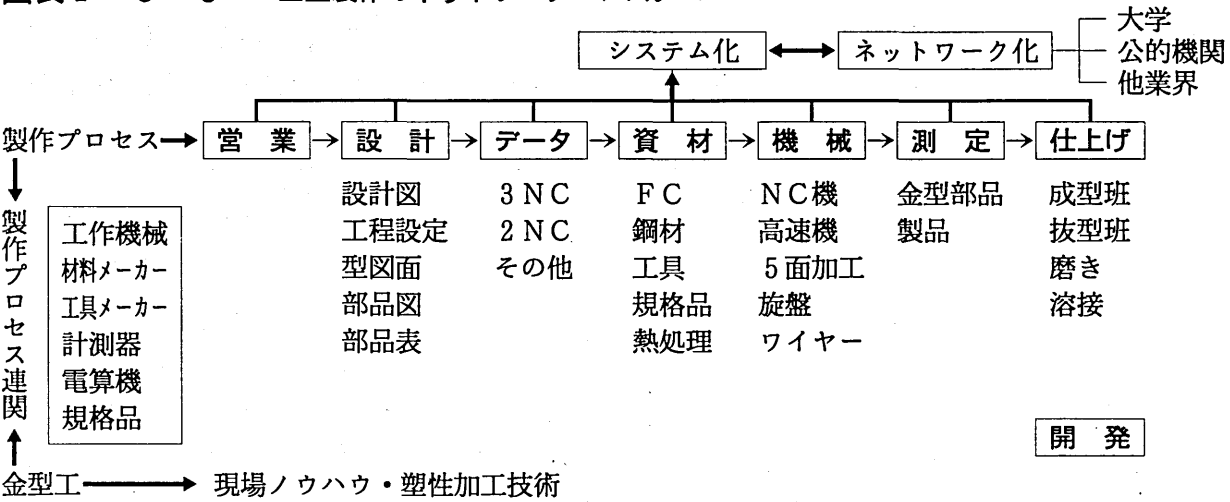 システム化
ネットワーク化
大学
公的機関
他業界
製作プロセス
営業
設計
データ
資材
機械
測定
仕上げ
設計図
工程設定
型図面
部品図
部品表
3NC
2NC
その他
FC
鋼材
工具
規格品
熱処理
NC機
高速機
5面加工
旋盤
ワイヤー
金型部品
製品
成型班
抜型班
磨き
溶接
製作プロセス連関
工作機械
材料メーカー
工具メーカー
計測器
電算機
規格品
開発
金型工
現場ノウハウ・塑性加工技術